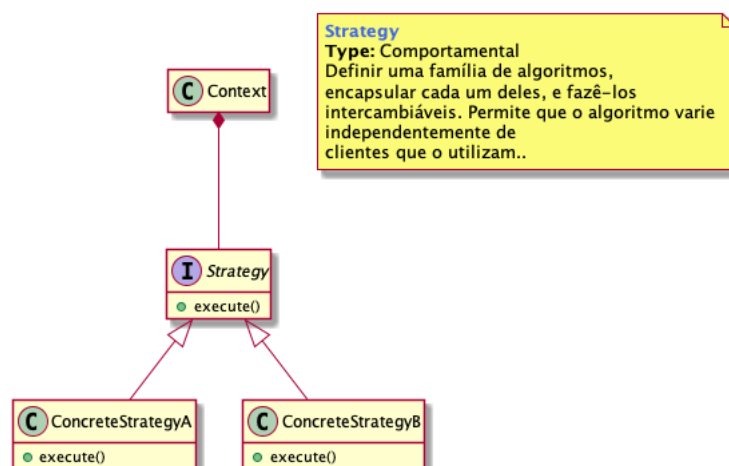 Strategy
Type: Comportamental
Definir uma família de algoritmos,
encapsular cada um deles, e fazê-los
intercambiáveis. Permite que o algoritmo varie
independentemente de
clientes que o utilizam..
C Context
I Strategy
execute()
C ConcreteStrategyA
execute()
C ConcreteStrategyB
execute()